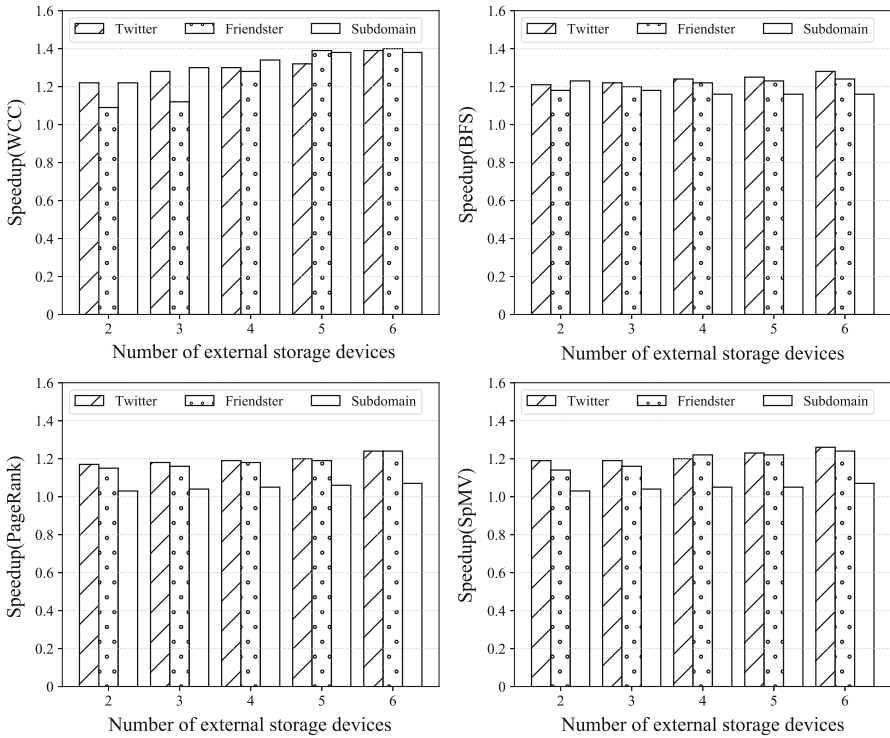 1.6
Twitter Friendster Subdomain
1.4
1.2
1.0
0.8
0.6
0.4
0.2
0
Speedup(WCC)
2 3 4 5 6
Number of external storage devices
1.6
Twitter Friendster Subdomain
1.4
1.2
1.0
0.8
0.6
0.4
0.2
0
Speedup(BFS)
2 3 4 5 6
Number of external storage devices
1.6
Twitter Friendster Subdomain
1.4
1.2
1.0
0.8
0.6
0.4
0.2
0
Speedup(PageRank)
2 3 4 5 6
Number of external storage devices
1.6
Twitter Friendster Subdomain
1.4
1.2
1.0
0.8
0.6
0.4
0.2
0
Speedup(SpMV)
2 3 4 5 6
Number of external storage devices